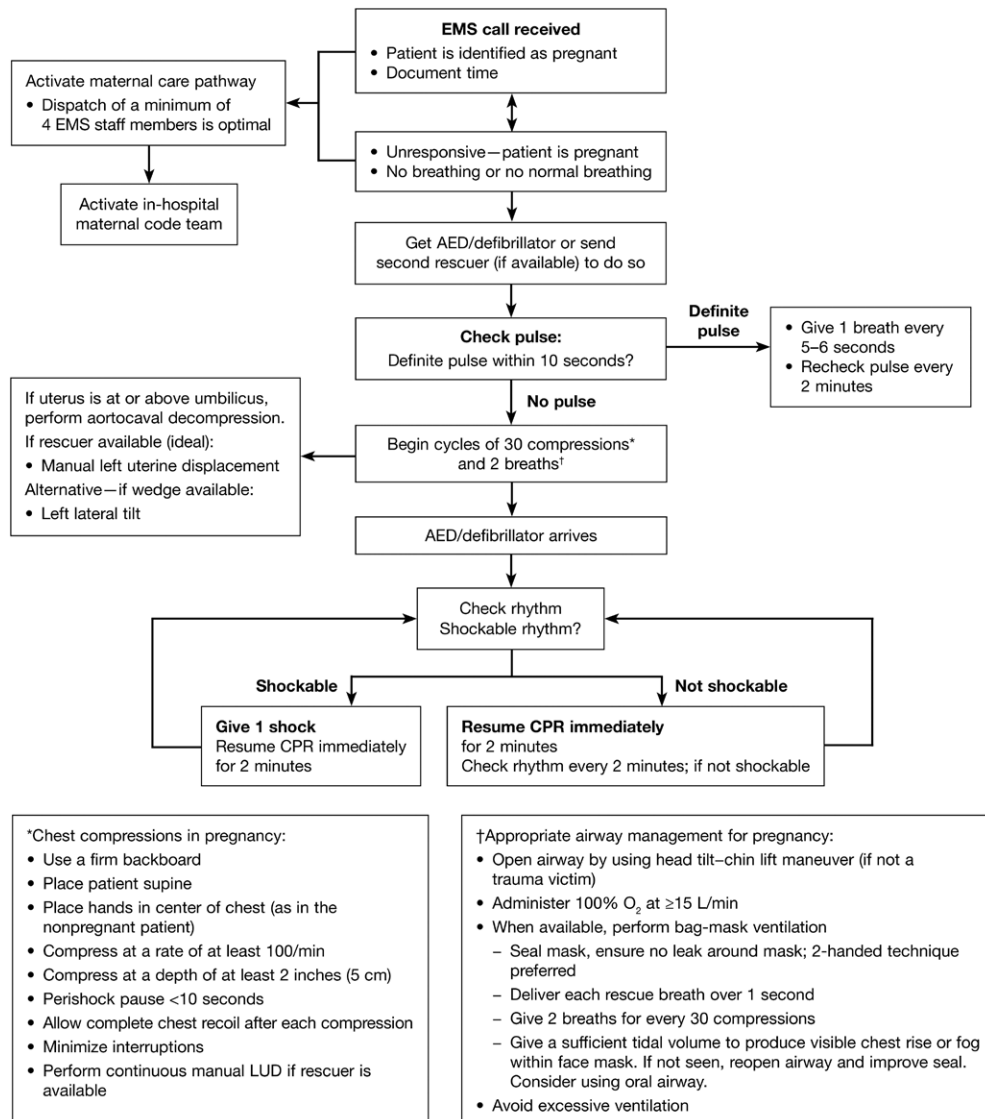 EMS call received
• Patient is identified as pregnant
• Document time
Activate maternal care pathway
• Dispatch of a minimum of
4 EMS staff members is optimal
• Unresponsive—patient is pregnant
• No breathing or no normal breathing
Activate in-hospital
maternal code team
Get AED/defibrillator or send
second rescuer (if available) to do so
Check pulse:
Definite pulse within 10 seconds?
Definite
pulse
• Give 1 breath every
5–6 seconds
• Recheck pulse every
2 minutes
No pulse
If uterus is at or above umbilicus,
perform aortocaval decompression.
If rescuer available (ideal):
• Manual left uterine displacement
Alternative—if wedge available:
• Left lateral tilt
Begin cycles of 30 compressions*
and 2 breaths†
AED/defibrillator arrives
Check rhythm
Shockable rhythm?
Shockable
Not shockable
Give 1 shock
Resume CPR immediately
for 2 minutes
Resume CPR immediately
for 2 minutes
Check rhythm every 2 minutes; if not shockable
*Chest compressions in pregnancy:
• Use a firm backboard
• Place patient supine
• Place hands in center of chest (as in the
nonpregnant patient)
• Compress at a rate of at least 100/min
• Compress at a depth of at least 2 inches (5 cm)
• Perishock pause <10 seconds
• Allow complete chest recoil after each compression
• Minimize interruptions
• Perform continuous manual LUD if rescuer is
available
†Appropriate airway management for pregnancy:
• Open airway by using head tilt–chin lift maneuver (if not a
trauma victim)
• Administer 100% O₂ at ≥15 L/min
• When available, perform bag-mask ventilation
– Seal mask, ensure no leak around mask; 2-handed technique
preferred
– Deliver each rescue breath over 1 second
– Give 2 breaths for every 30 compressions
– Give a sufficient tidal volume to produce visible chest rise or fog
within face mask. If not seen, reopen airway and improve seal.
Consider using oral airway.
• Avoid excessive ventilation